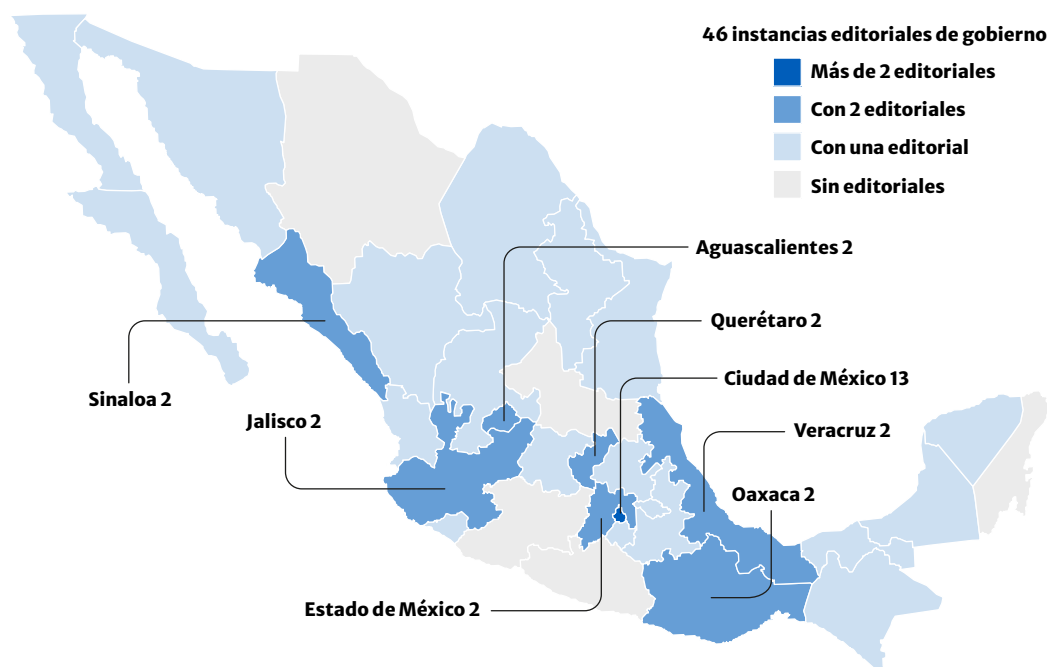 46 instancias editoriales de gobierno
Más de 2 editoriales
Con 2 editoriales
Con una editorial
Sin editoriales
Aguascalientes 2
Querétaro 2
Ciudad de México 13
Sinaloa 2
Jalisco 2
Veracruz 2
Oaxaca 2
Estado de México 2